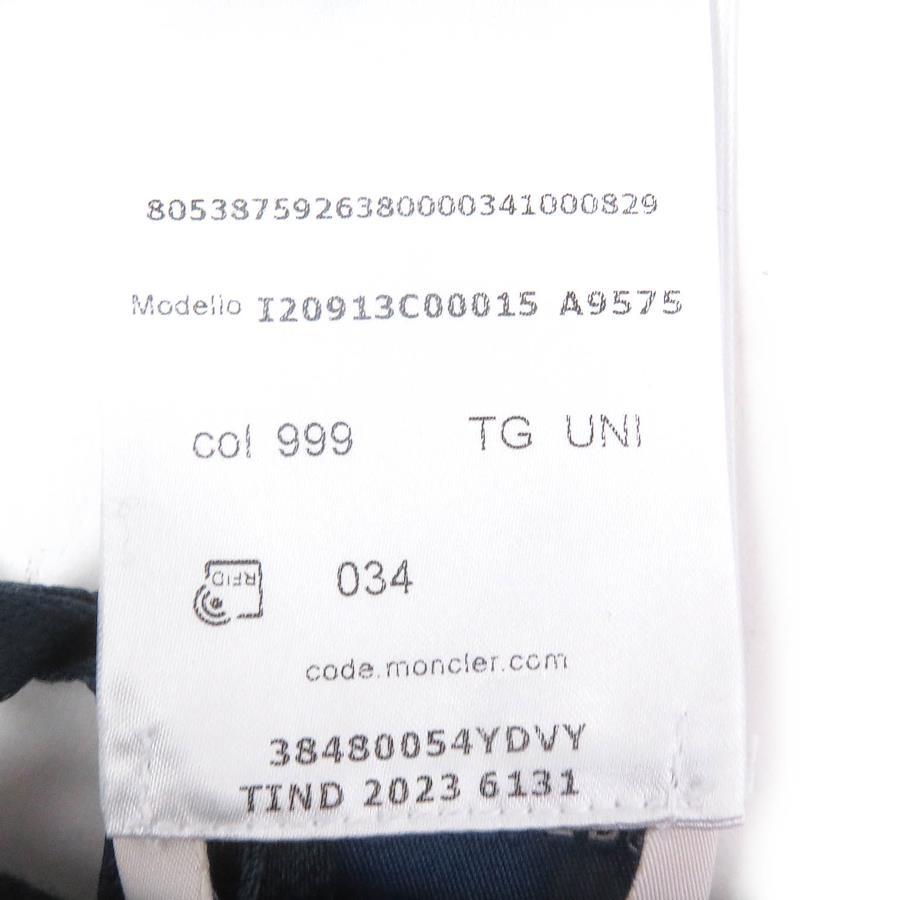 8053875926380000341000829
Modello I20913C00015 A9575
col 999 TG UNI
RFID 034
code.moncler.com
38480054YDVY
TIND 2023 6131